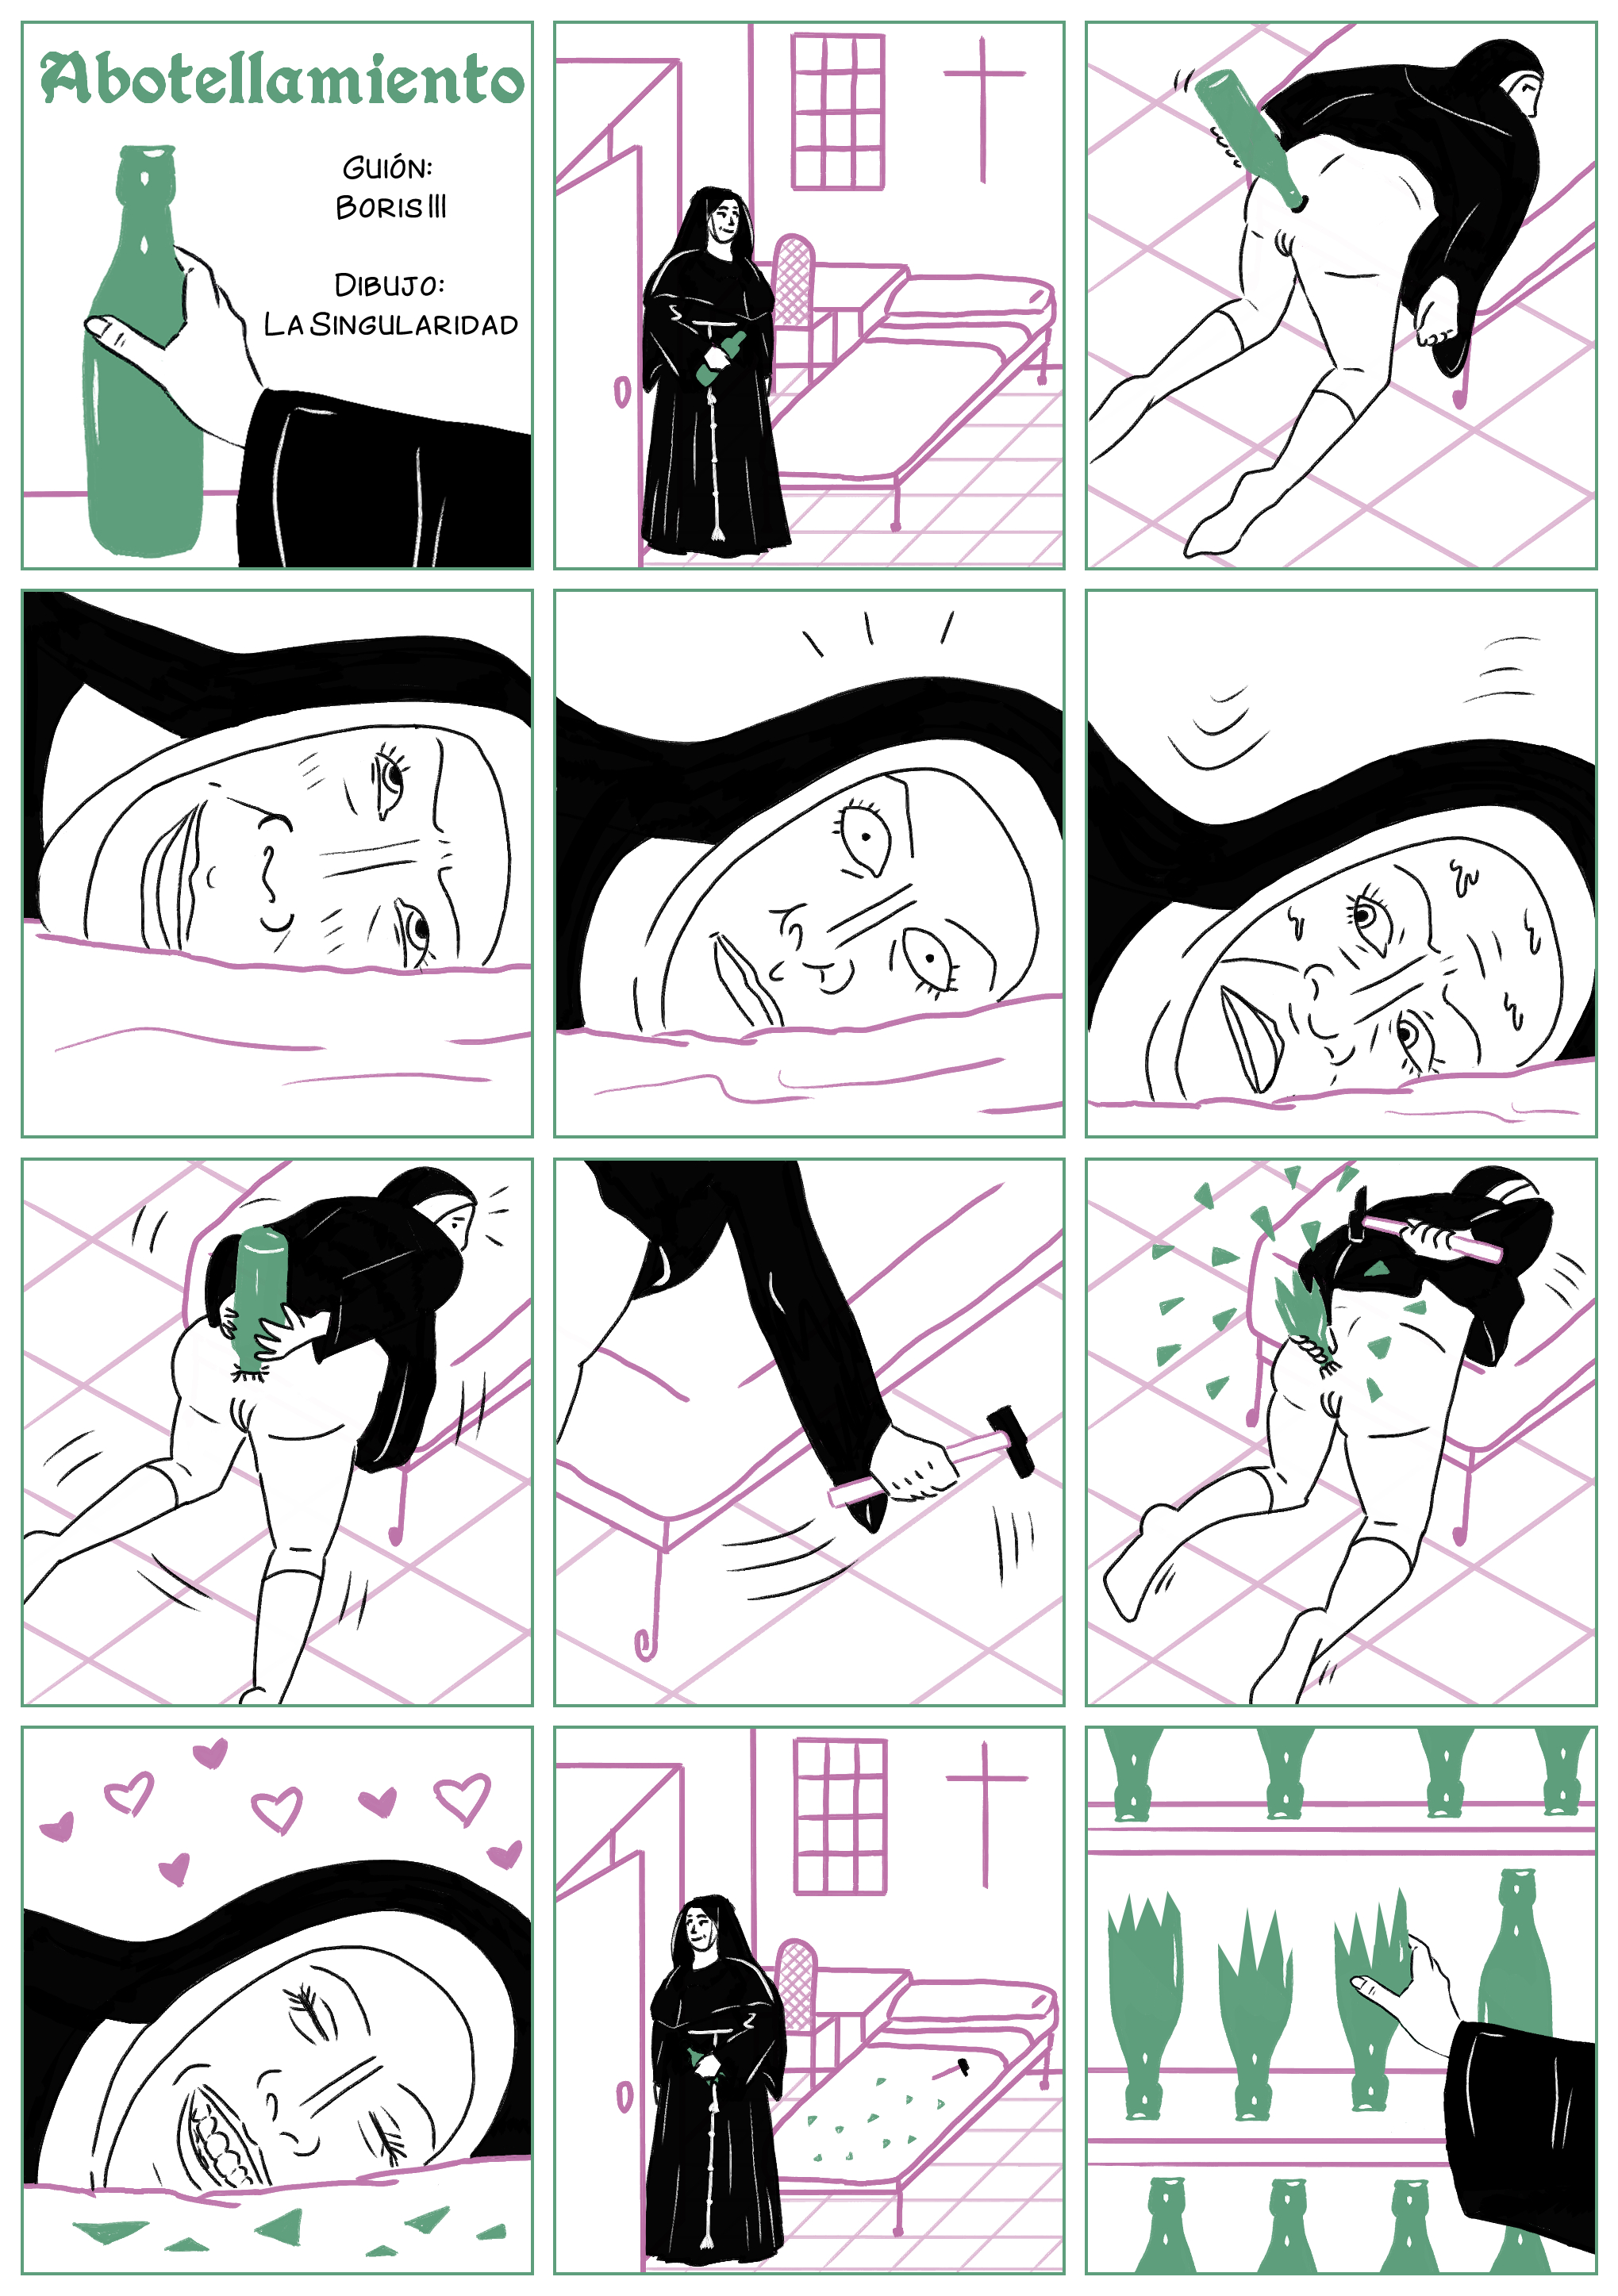 Abotellamiento
GUIÓN:
BORIS III
DIBUJO:
LA SINGULARIDAD